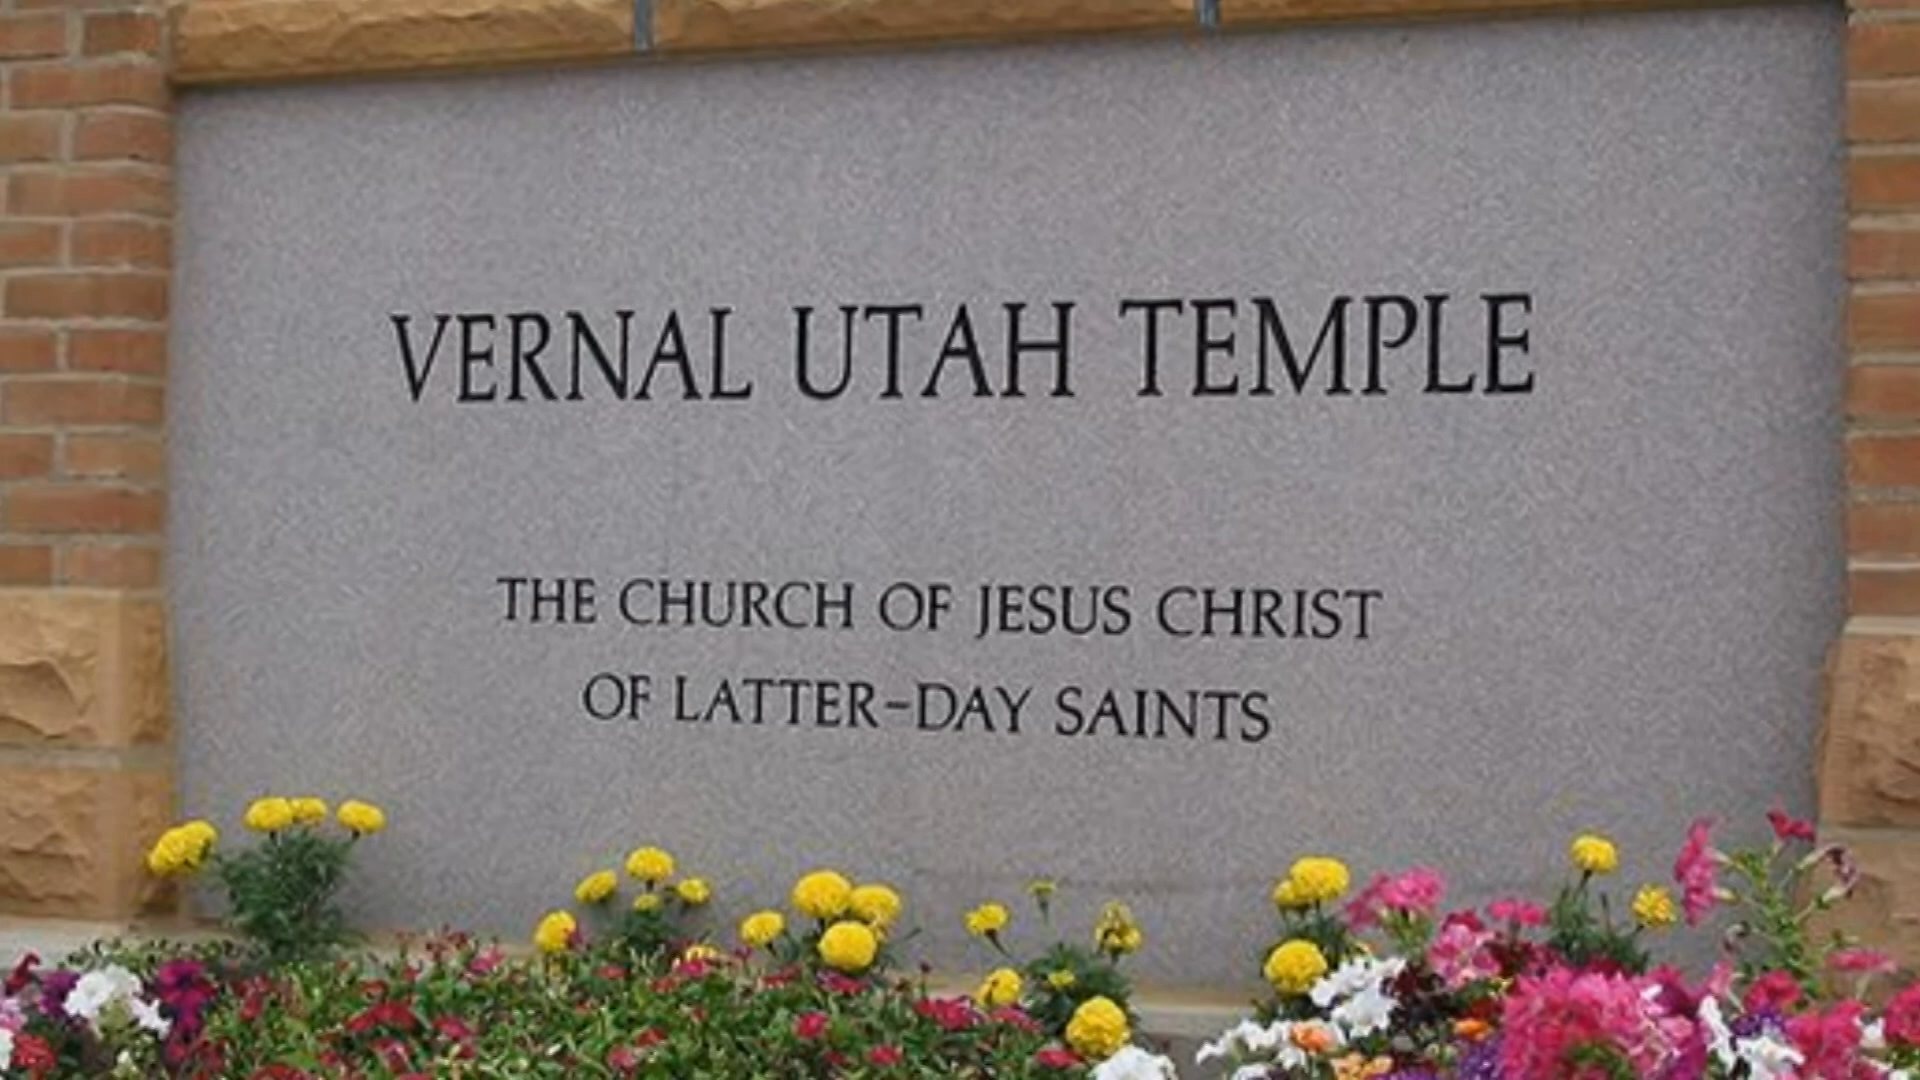 VERNAL UTAH TEMPLE
THE CHURCH OF JESUS CHRIST
OF LATTER-DAY SAINTS